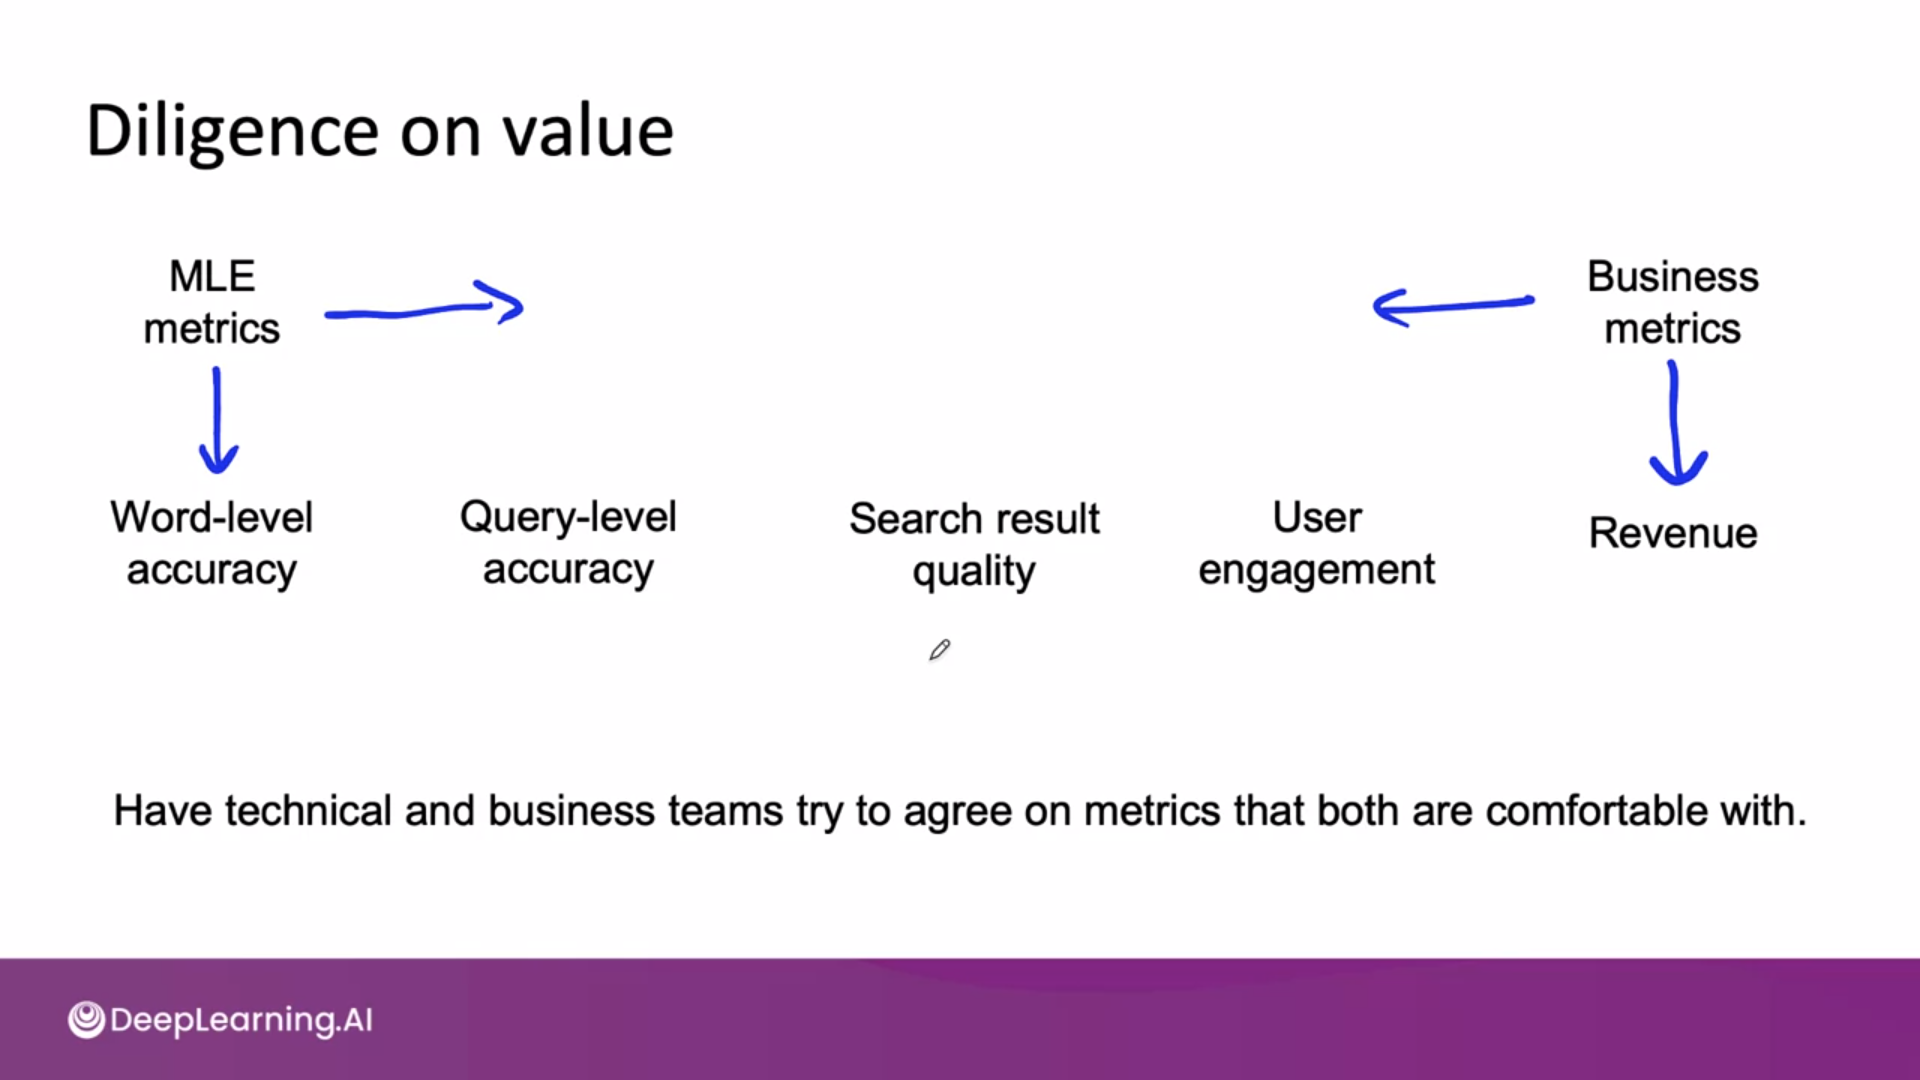 Diligence on value
MLE
metrics
Business
metrics
Word-level
accuracy
Query-level
accuracy
Search result
quality
User
engagement
Revenue
Have technical and business teams try to agree on metrics that both are comfortable with.
DeepLearning.AI